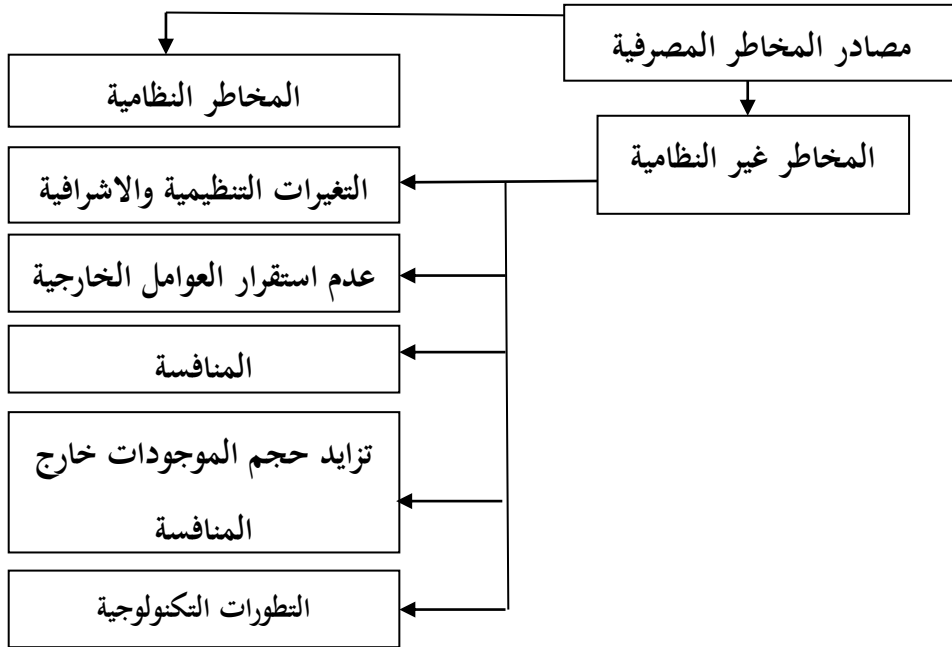 مصادر المخاطر المصرفية
المخاطر النظامية
المخاطر غير النظامية
التغيرات التنظيمية والاشرافية
عدم استقرار العوامل الخارجية
المنافسة
تزايد حجم الموجودات خارج
المنافسة
التطورات التكنولوجية